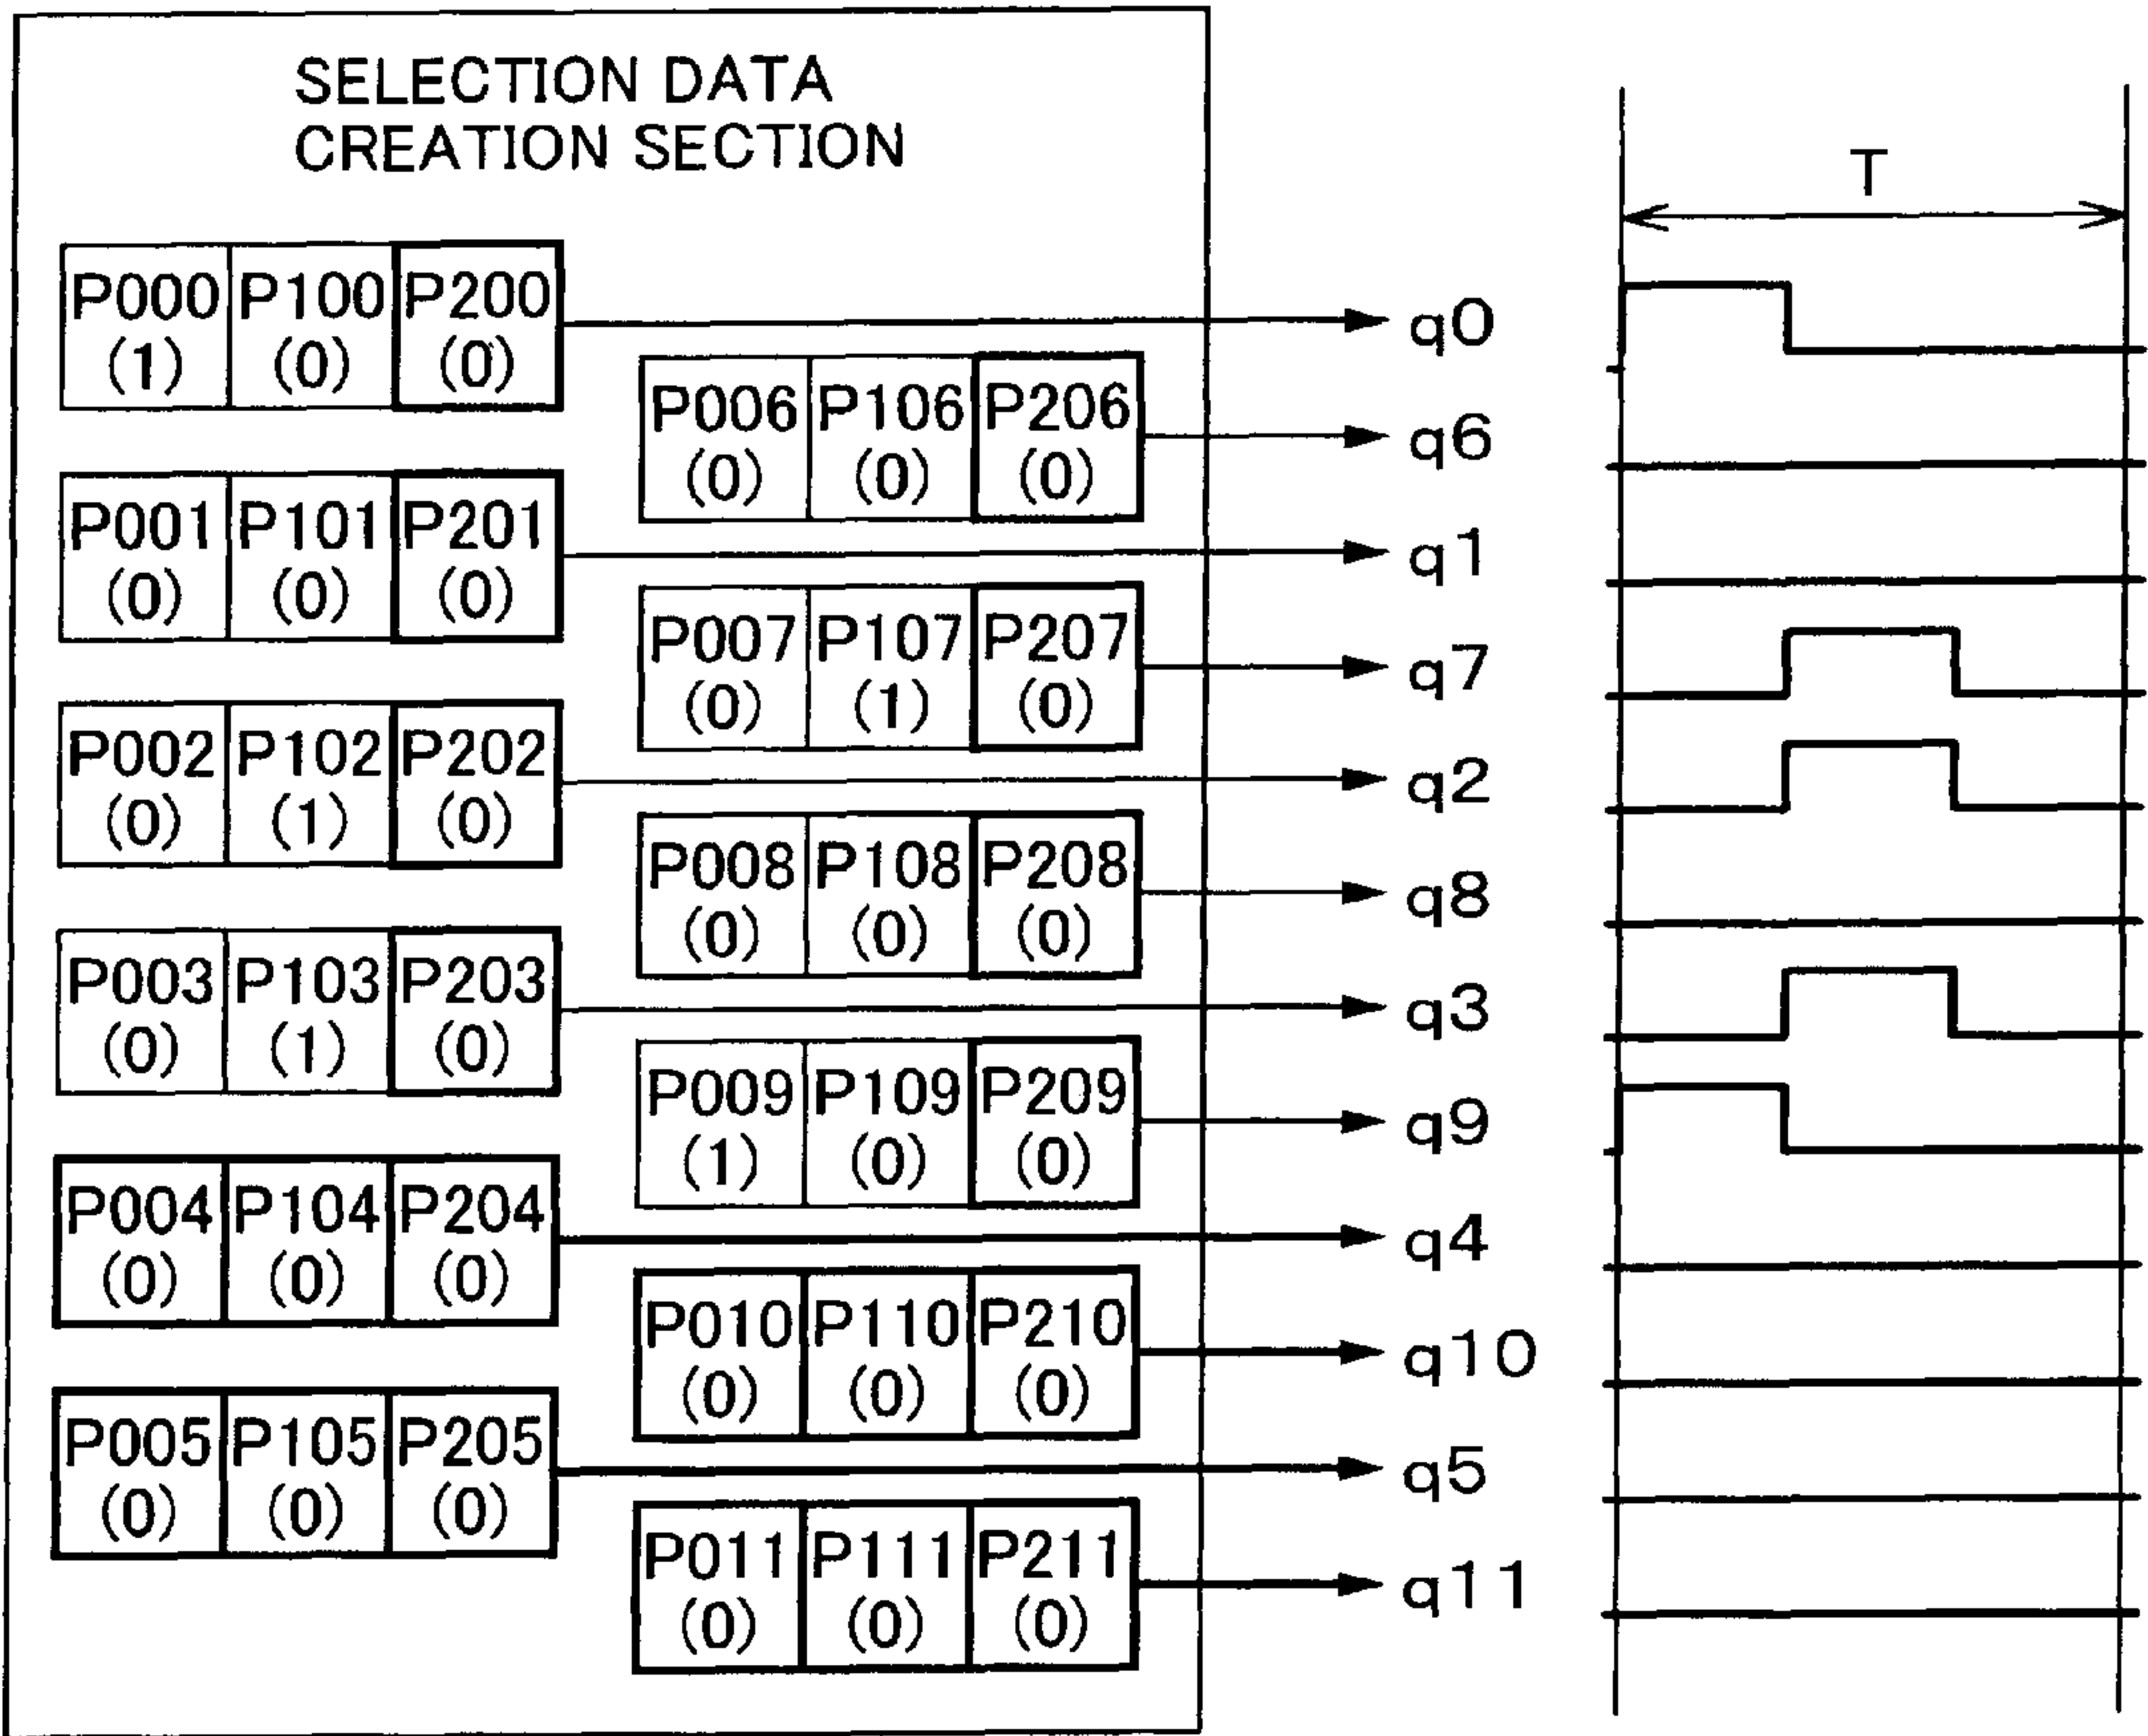 SELECTION DATA
CREATION SECTION
T
P000 P100 P200
(1) (0) (0)
q0
P006 P106 P206
(0) (0) (0)
q6
P001 P101 P201
(0) (0) (0)
q1
P007 P107 P207
(0) (1) (0)
q7
P002 P102 P202
(0) (1) (0)
q2
P008 P108 P208
(0) (0) (0)
q8
P003 P103 P203
(0) (1) (0)
q3
P009 P109 P209
(1) (0) (0)
q9
P004 P104 P204
(0) (0) (0)
q4
P010 P110 P210
(0) (0) (0)
q10
P005 P105 P205
(0) (0) (0)
q5
P011 P111 P211
(0) (0) (0)
q11